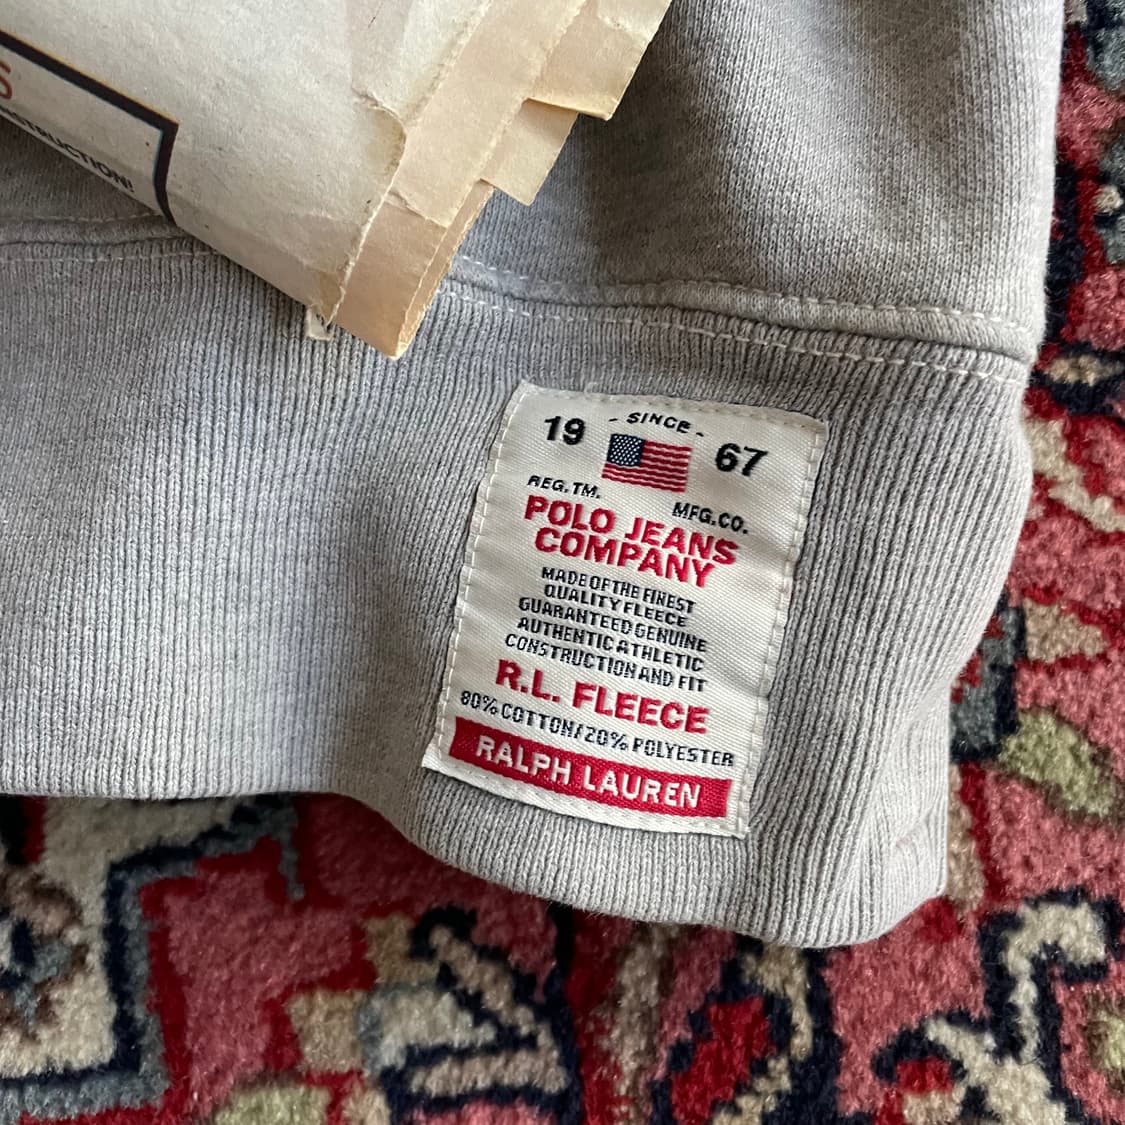 S
STRUCTION!
- SINCE -
19 67
REG.TM.
MFG.CO.
POLO JEANS
COMPANY
MADE OF THE FINEST
QUALITY FLEECE
GUARANTEED GENUINE
AUTHENTIC ATHLETIC
CONSTRUCTION AND FIT
R.L. FLEECE
80% COTTON/20% POLYESTER
RALPH LAUREN